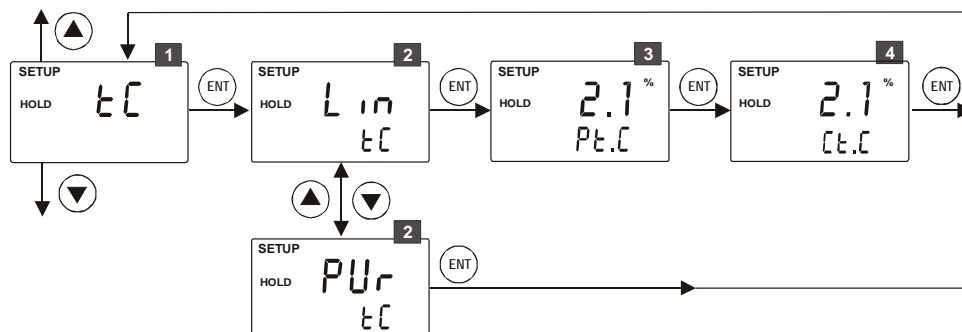 1
SETUP
HOLD
tC
ENT
2
SETUP
HOLD
Lin
tC
ENT
3
SETUP
HOLD
2.1 %
Pt.C
ENT
4
SETUP
HOLD
2.1 %
Ct.C
ENT
2
SETUP
HOLD
PUr
tC
ENT